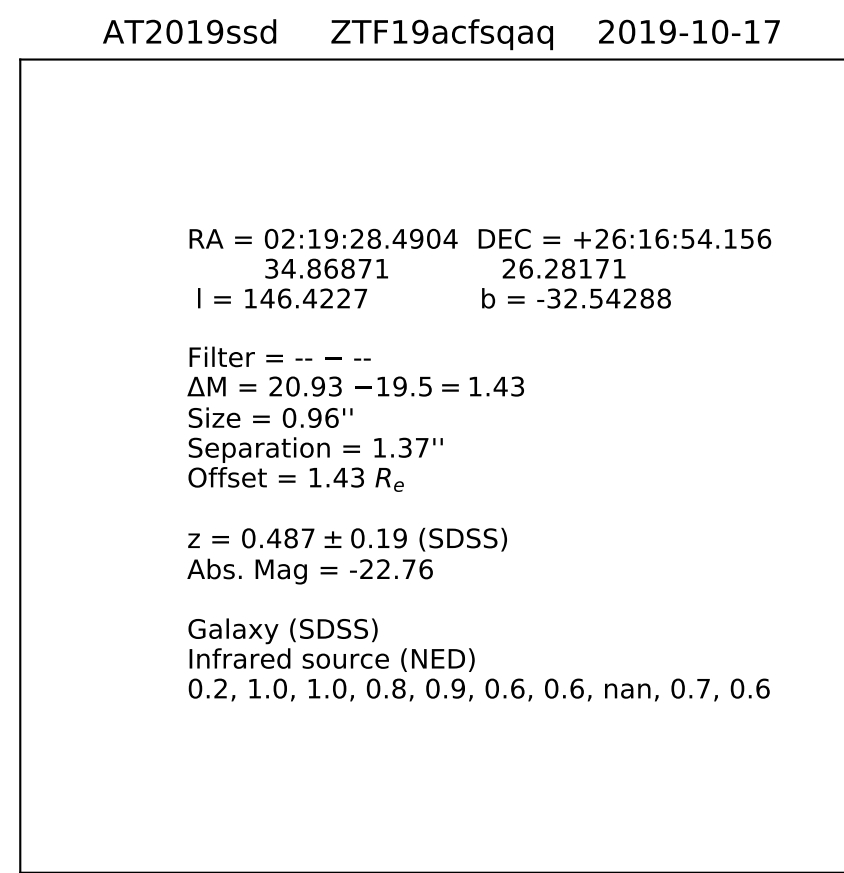 AT2019ssd ZTF19acfsqaq 2019-10-17
RA = 02:19:28.4904 DEC = +26:16:54.156
34.86871 26.28171
l = 146.4227 b = -32.54288
Filter = -- − --
ΔM = 20.93 −19.5 = 1.43
Size = 0.96''
Separation = 1.37''
Offset = 1.43 Rₑ
z = 0.487 ± 0.19 (SDSS)
Abs. Mag = -22.76
Galaxy (SDSS)
Infrared source (NED)
0.2, 1.0, 1.0, 0.8, 0.9, 0.6, 0.6, nan, 0.7, 0.6